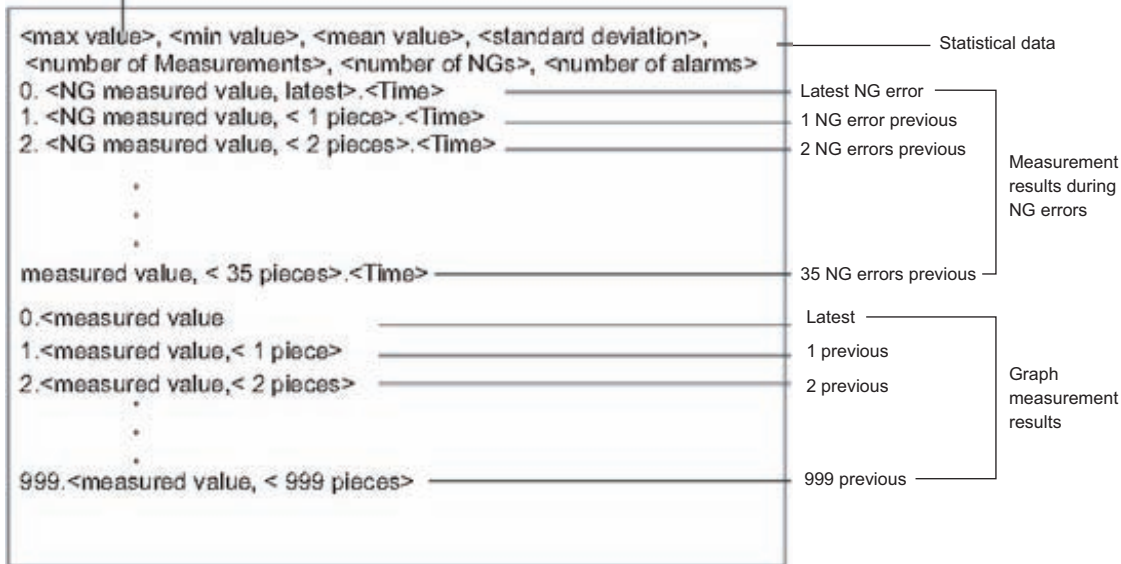 <max value>, <min value>, <mean value>, <standard deviation>,
<number of Measurements>, <number of NGs>, <number of alarms>
Statistical data
0. <NG measured value, latest>.<Time>
Latest NG error
1. <NG measured value, < 1 piece>.<Time>
1 NG error previous
2. <NG measured value, < 2 pieces>.<Time>
2 NG errors previous
Measurement
results during
NG errors
measured value, < 35 pieces>.<Time>
35 NG errors previous
0.<measured value
Latest
1.<measured value,< 1 piece>
1 previous
2.<measured value,< 2 pieces>
2 previous
Graph
measurement
results
999.<measured value, < 999 pieces>
999 previous